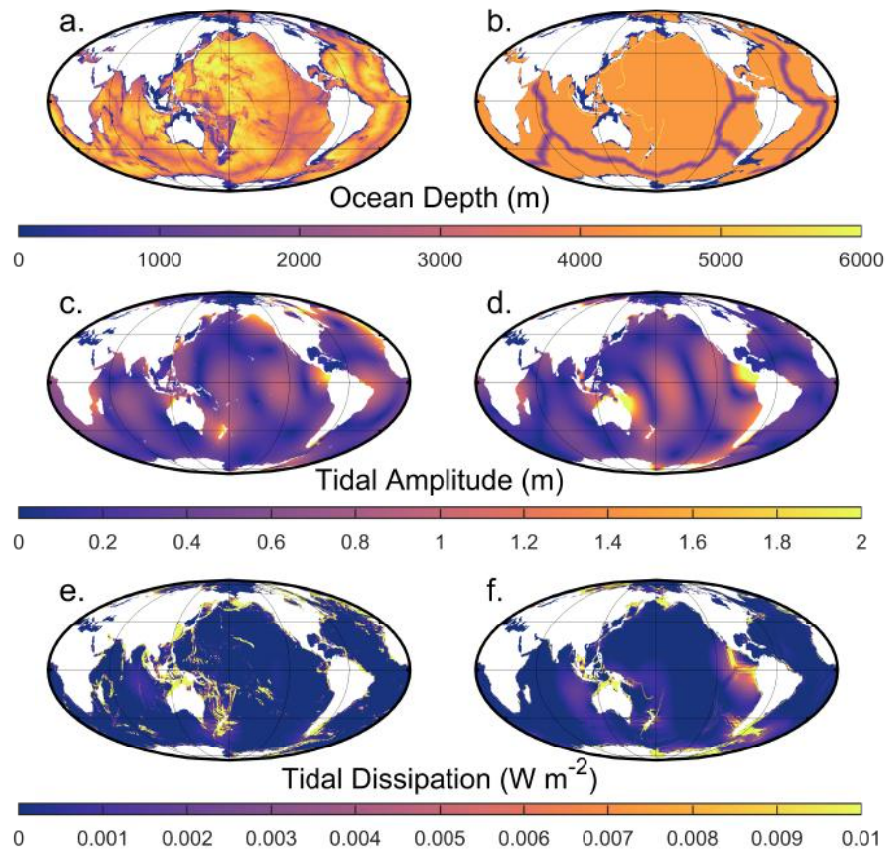 a. b.
Ocean Depth (m)
0 1000 2000 3000 4000 5000 6000
c. d.
Tidal Amplitude (m)
0 0.2 0.4 0.6 0.8 1 1.2 1.4 1.6 1.8 2
e. f.
Tidal Dissipation (W m⁻²)
0 0.001 0.002 0.003 0.004 0.005 0.006 0.007 0.008 0.009 0.01